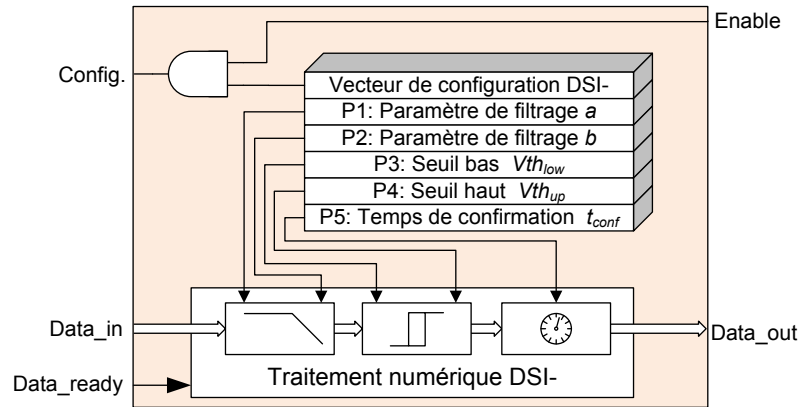 Enable
Config.
Vecteur de configuration DSI-
P1: Paramètre de filtrage a
P2: Paramètre de filtrage b
P3: Seuil bas Vthlow
P4: Seuil haut Vthup
P5: Temps de confirmation tconf
Data_in
Data_out
Data_ready
Traitement numérique DSI-